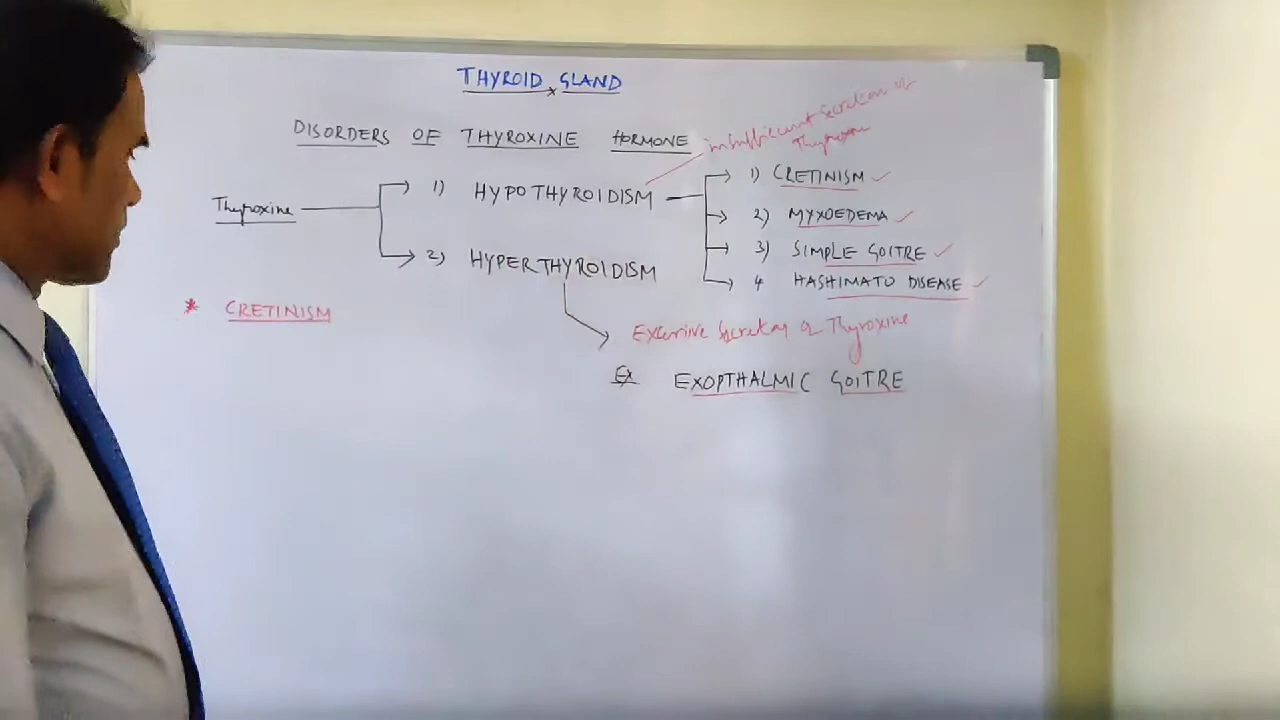 THYROID GLAND
DISORDERS OF THYROXINE HORMONE
insufficient Secretion of
Thyroxine
Thyroxine
1) HYPOTHYROIDISM
1) CRETINISM ✓
2) MYXOEDEMA ✓
3) SIMPLE GOITRE ✓
4 HASHIMATO DISEASE ✓
2) HYPERTHYROIDISM
* CRETINISM
Excessive Secretion of Thyroxine
Ex EXOPTHALMIC GOITRE